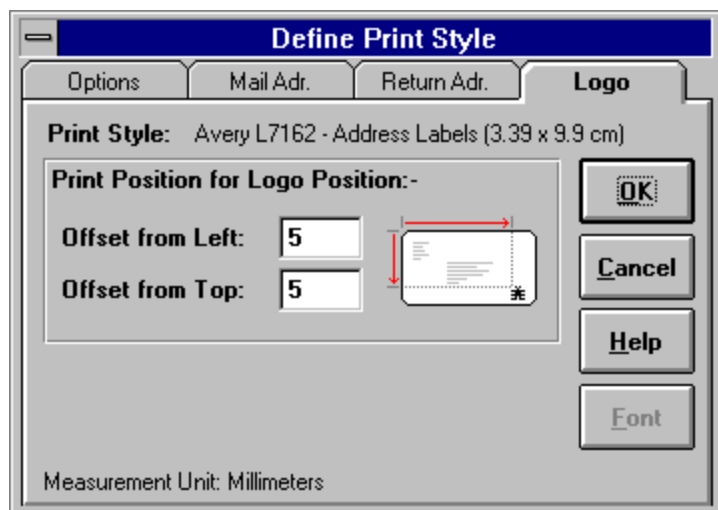 Define Print Style
Options Mail Adr. Return Adr. Logo
Print Style: Avery L7162 - Address Labels (3.39 x 9.9 cm)
Print Position for Logo Position:-
Offset from Left: 5
Offset from Top: 5
OK
Cancel
Help
Font
Measurement Unit: Millimeters